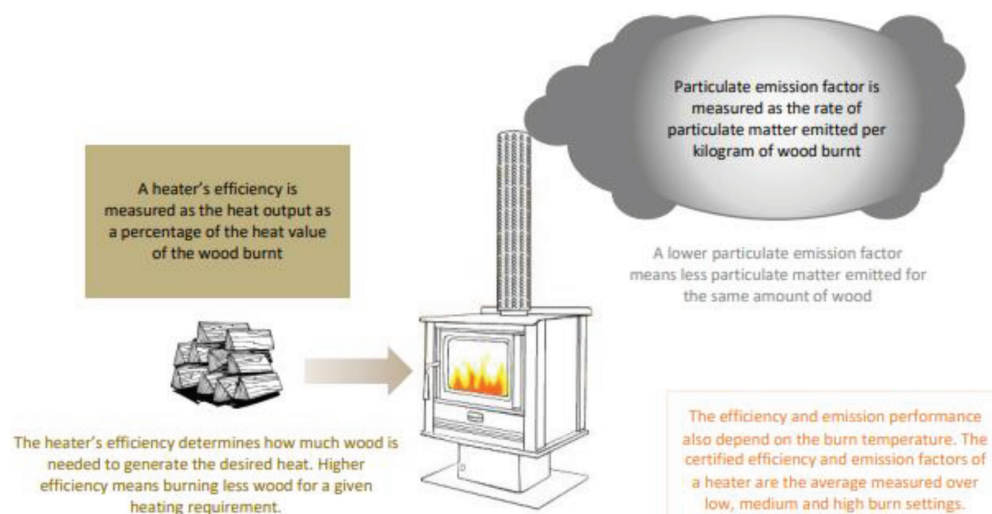 Particulate emission factor is
measured as the rate of
particulate matter emitted per
kilogram of wood burnt
A heater's efficiency is
measured as the heat output as
a percentage of the heat value
of the wood burnt
A lower particulate emission factor
means less particulate matter emitted for
the same amount of wood
The heater's efficiency determines how much wood is
needed to generate the desired heat. Higher
efficiency means burning less wood for a given
heating requirement.
The efficiency and emission performance
also depend on the burn temperature. The
certified efficiency and emission factors of
a heater are the average measured over
low, medium and high burn settings.